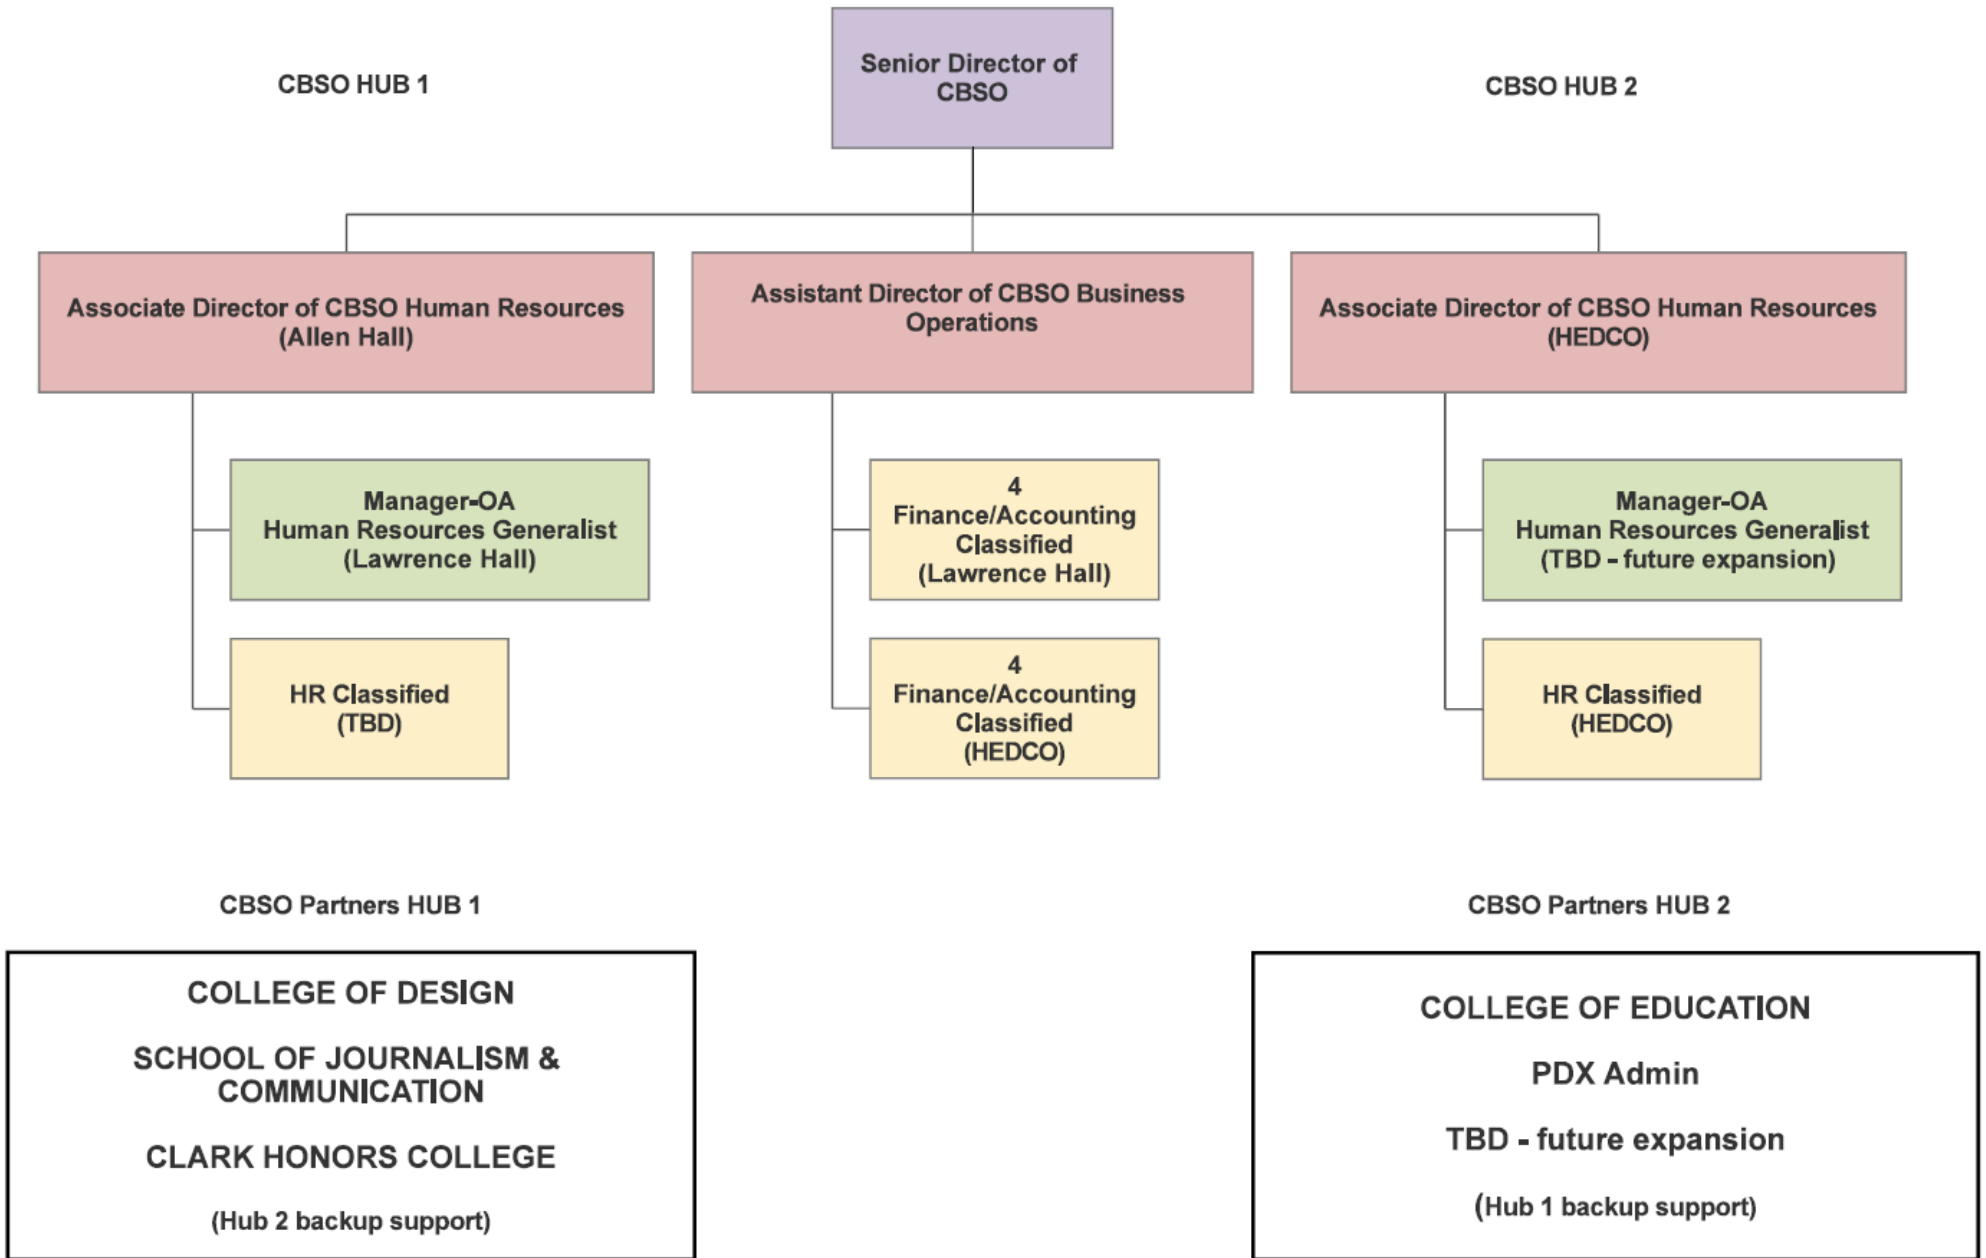 CBSO HUB 1
Senior Director of
CBSO
CBSO HUB 2
Associate Director of CBSO Human Resources
(Allen Hall)
Assistant Director of CBSO Business
Operations
Associate Director of CBSO Human Resources
(HEDCO)
Manager-OA
Human Resources Generalist
(Lawrence Hall)
4
Finance/Accounting
Classified
(Lawrence Hall)
Manager-OA
Human Resources Generalist
(TBD - future expansion)
HR Classified
(TBD)
4
Finance/Accounting
Classified
(HEDCO)
HR Classified
(HEDCO)
CBSO Partners HUB 1
COLLEGE OF DESIGN
SCHOOL OF JOURNALISM &
COMMUNICATION
CLARK HONORS COLLEGE
(Hub 2 backup support)
CBSO Partners HUB 2
COLLEGE OF EDUCATION
PDX Admin
TBD - future expansion
(Hub 1 backup support)